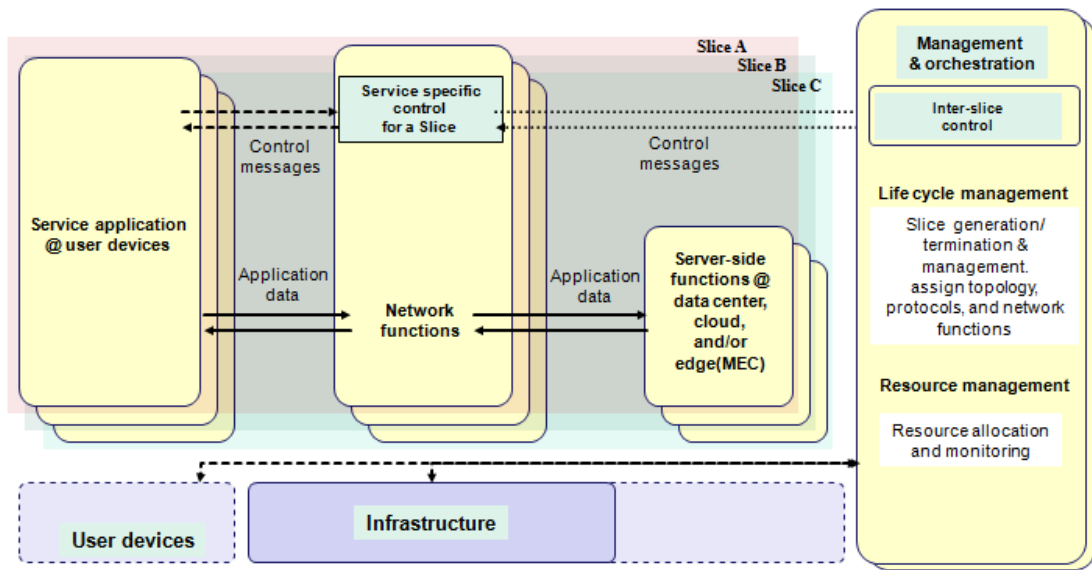 Slice A
Slice B
Slice C
Service application
@ user devices
Service specific
control
for a Slice
Control
messages
Control
messages
Application
data
Application
data
Network
functions
Server-side
functions @
data center,
cloud,
and/or
edge(MEC)
Management
& orchestration
Inter-slice
control
Life cycle management
Slice generation/
termination &
management.
assign topology,
protocols, and network
functions
Resource management
Resource allocation
and monitoring
User devices
Infrastructure